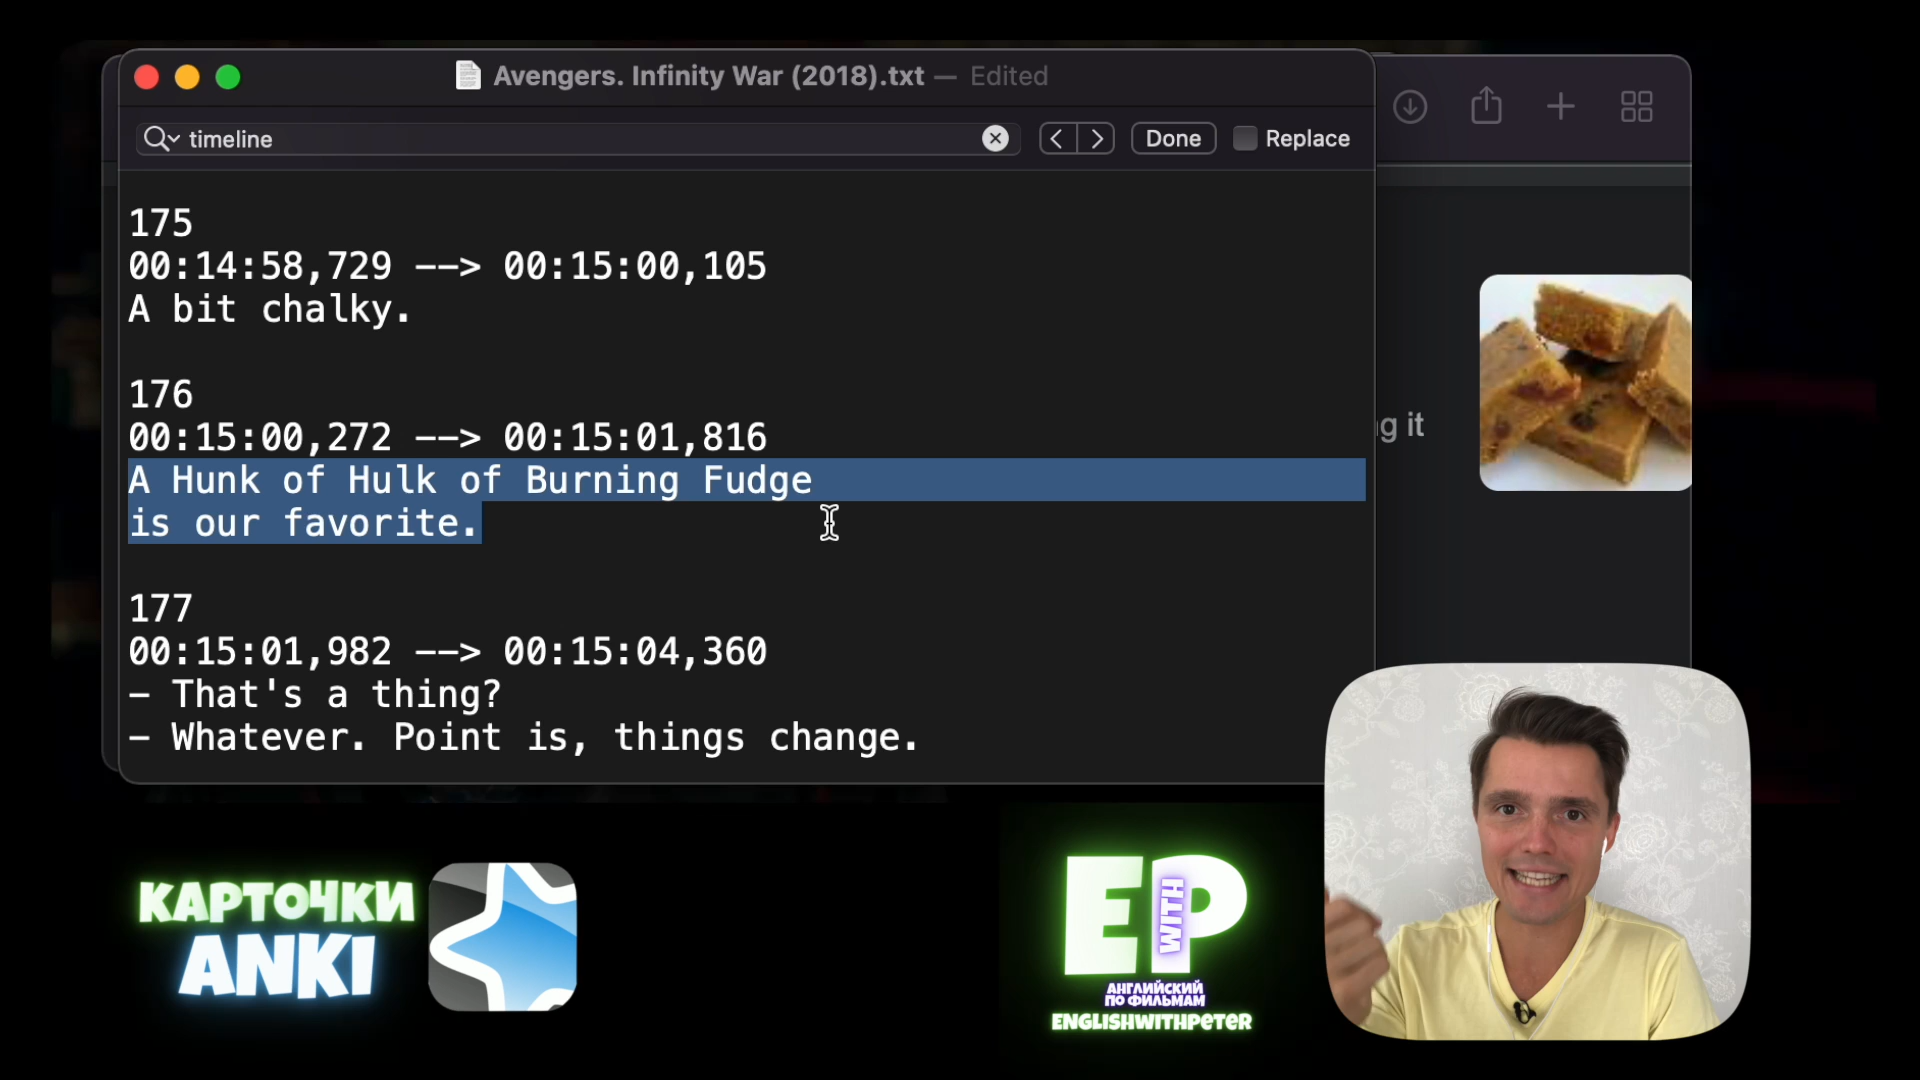 Avengers. Infinity War (2018).txt — Edited
timeline
Done
Replace
175
00:14:58,729 --> 00:15:00,105
A bit chalky.
176
00:15:00,272 --> 00:15:01,816
A Hunk of Hulk of Burning Fudge
is our favorite.
177
00:15:01,982 --> 00:15:04,360
- That's a thing?
- Whatever. Point is, things change.
it
КАРТОЧКИ
ANKI
E WITH P
АНГЛИЙСКИЙ
ПО ФИЛЬМАМ
ENGLISHWITHPETER